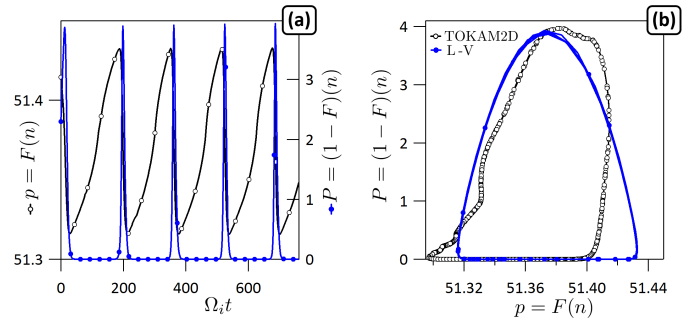 (a)
p = F(n)
51.4
51.3
0
200
400
600
Ω_i t
3
2
1
0
P = (1 − F)(n)
(b)
TOKAM2D
L-V
P = (1 − F)(n)
4
3
2
1
0
51.32
51.36
51.40
51.44
p = F(n)